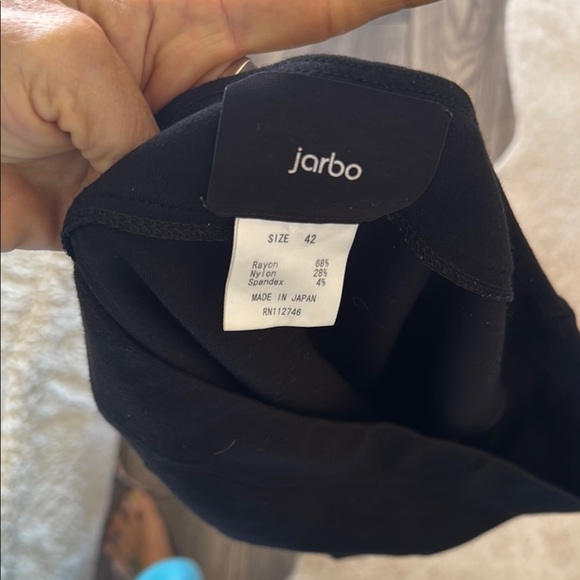 jarbo
SIZE 42
Rayon 68%
Nylon 28%
Spandex 4%
MADE IN JAPAN
RN112746